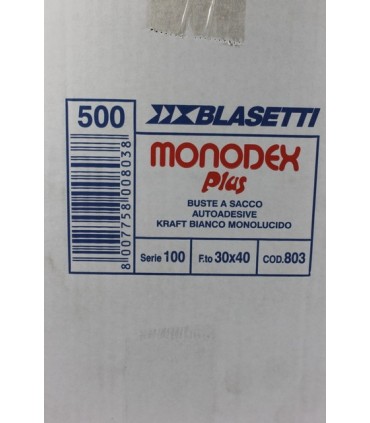 500
BLASETTI
MONODEX
Plus
BUSTE A SACCO
AUTOADESIVE
KRAFT BIANCO MONOLUCIDO
8 007758 008038
Serie 100
F.to 30x40
COD. 803